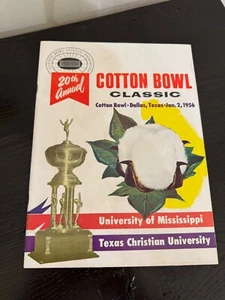 20th
Annual
COTTON BOWL
CLASSIC
Cotton Bowl-Dallas, Texas-Jan. 2, 1956
University of Mississippi
Texas Christian University